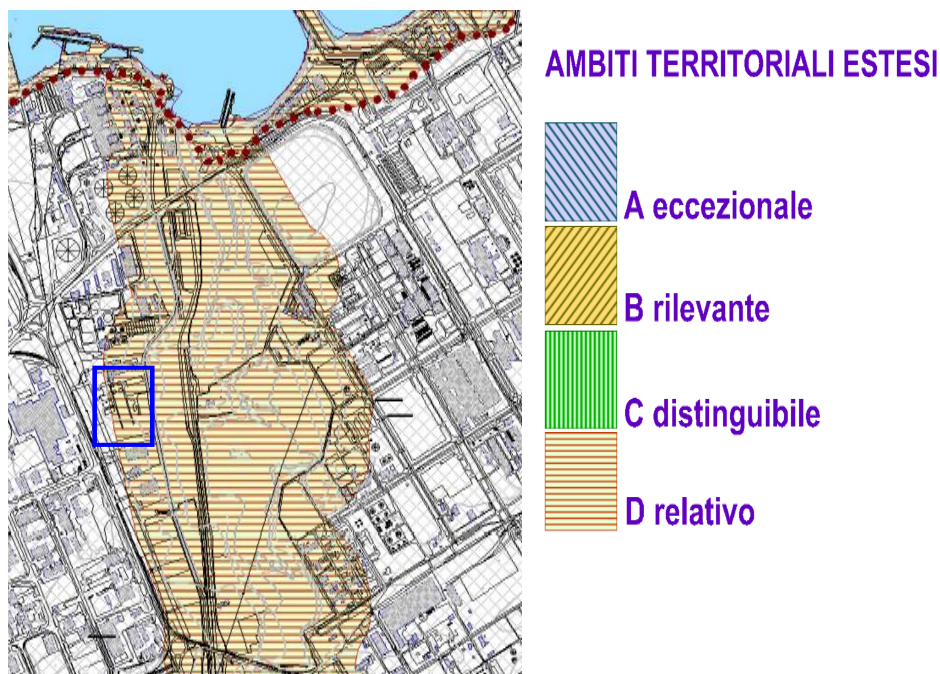 AMBITI TERRITORIALI ESTESI
A eccezionale
B rilevante
C distinguibile
D relativo